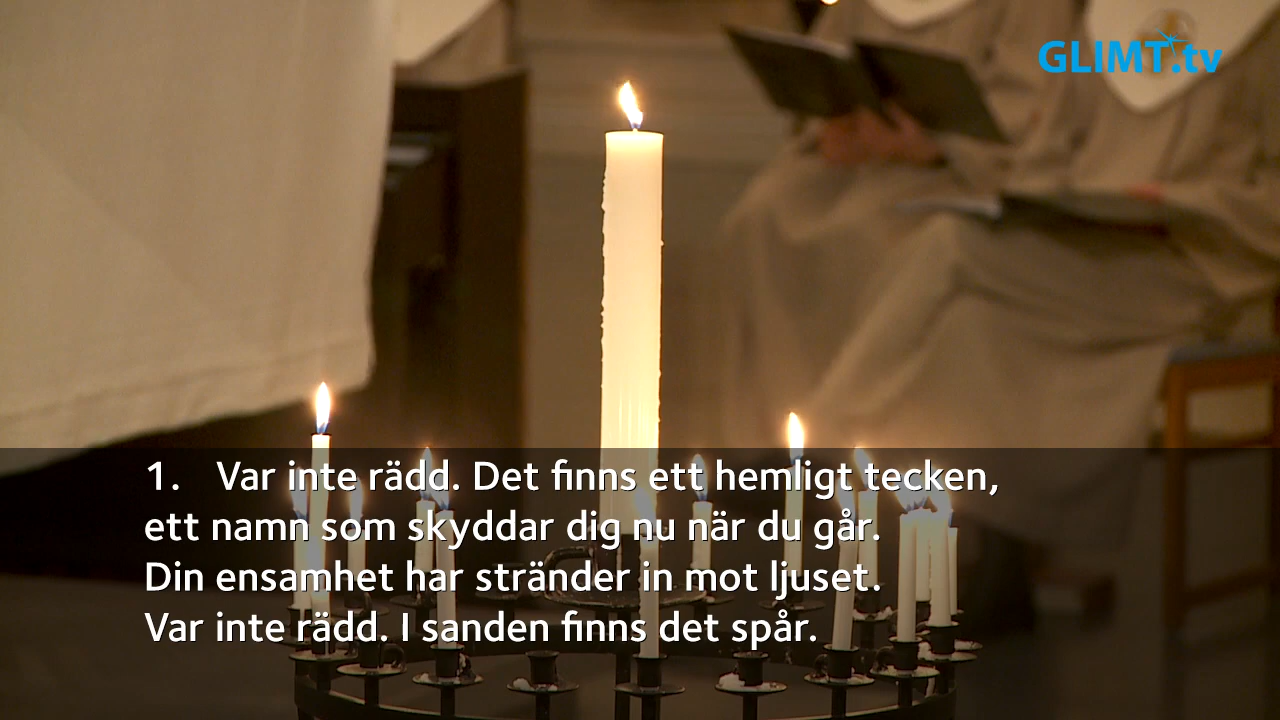 GLIMT.tv
1. Var inte rädd. Det finns ett hemligt tecken,
ett namn som skyddar dig nu när du går.
Din ensamhet har stränder in mot ljuset.
Var inte rädd. I sanden finns det spår.